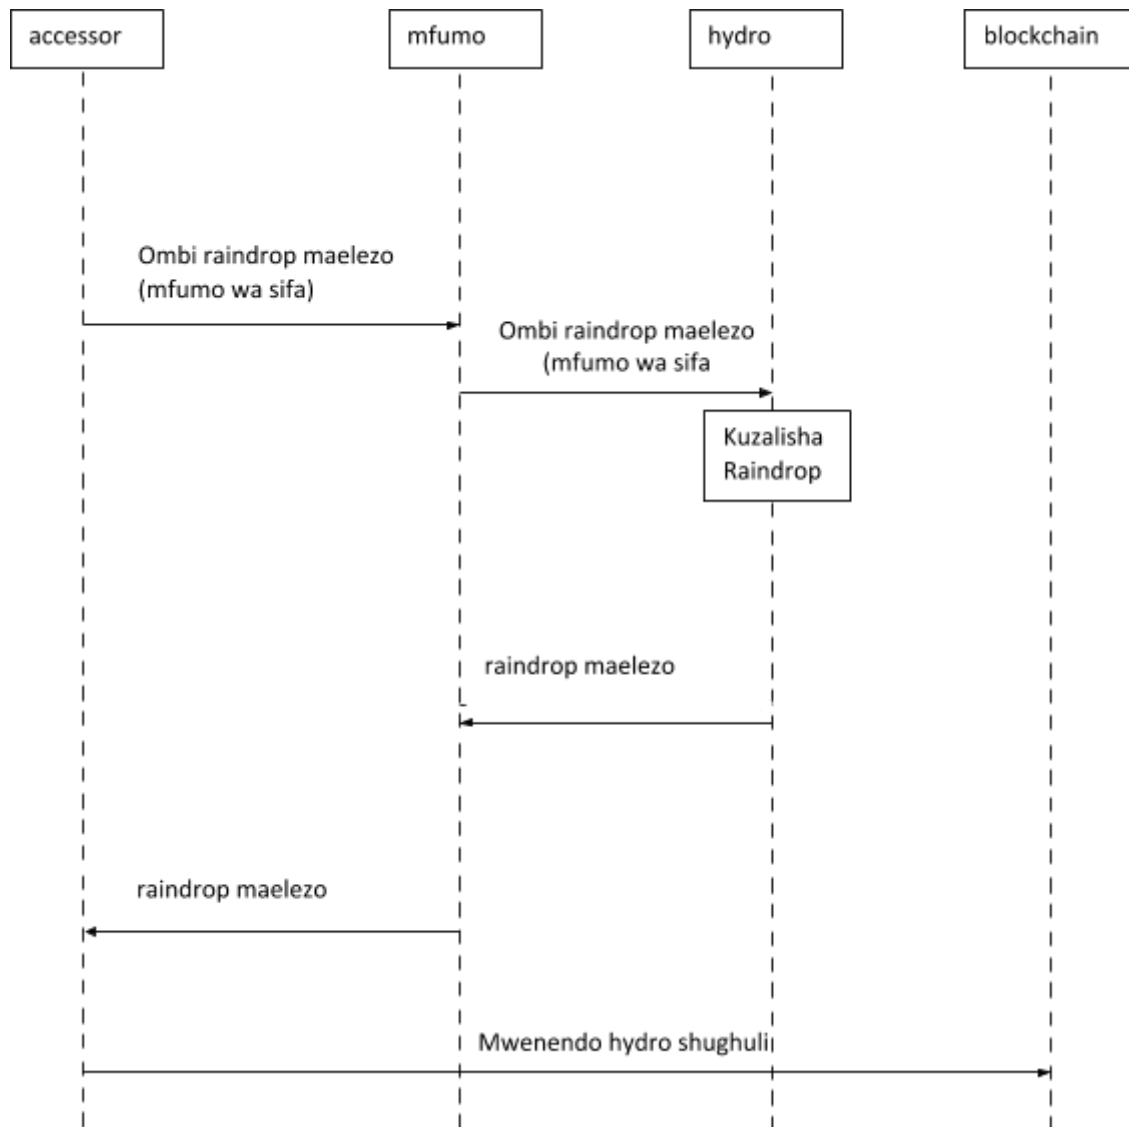 accessor
mfumo
hydro
blockchain
Ombi raindrop maelezo
(mfumo wa sifa)
Ombi raindrop maelezo
(mfumo wa sifa
Kuzalisha
Raindrop
raindrop maelezo
raindrop maelezo
Mwenendo hydro shughuli